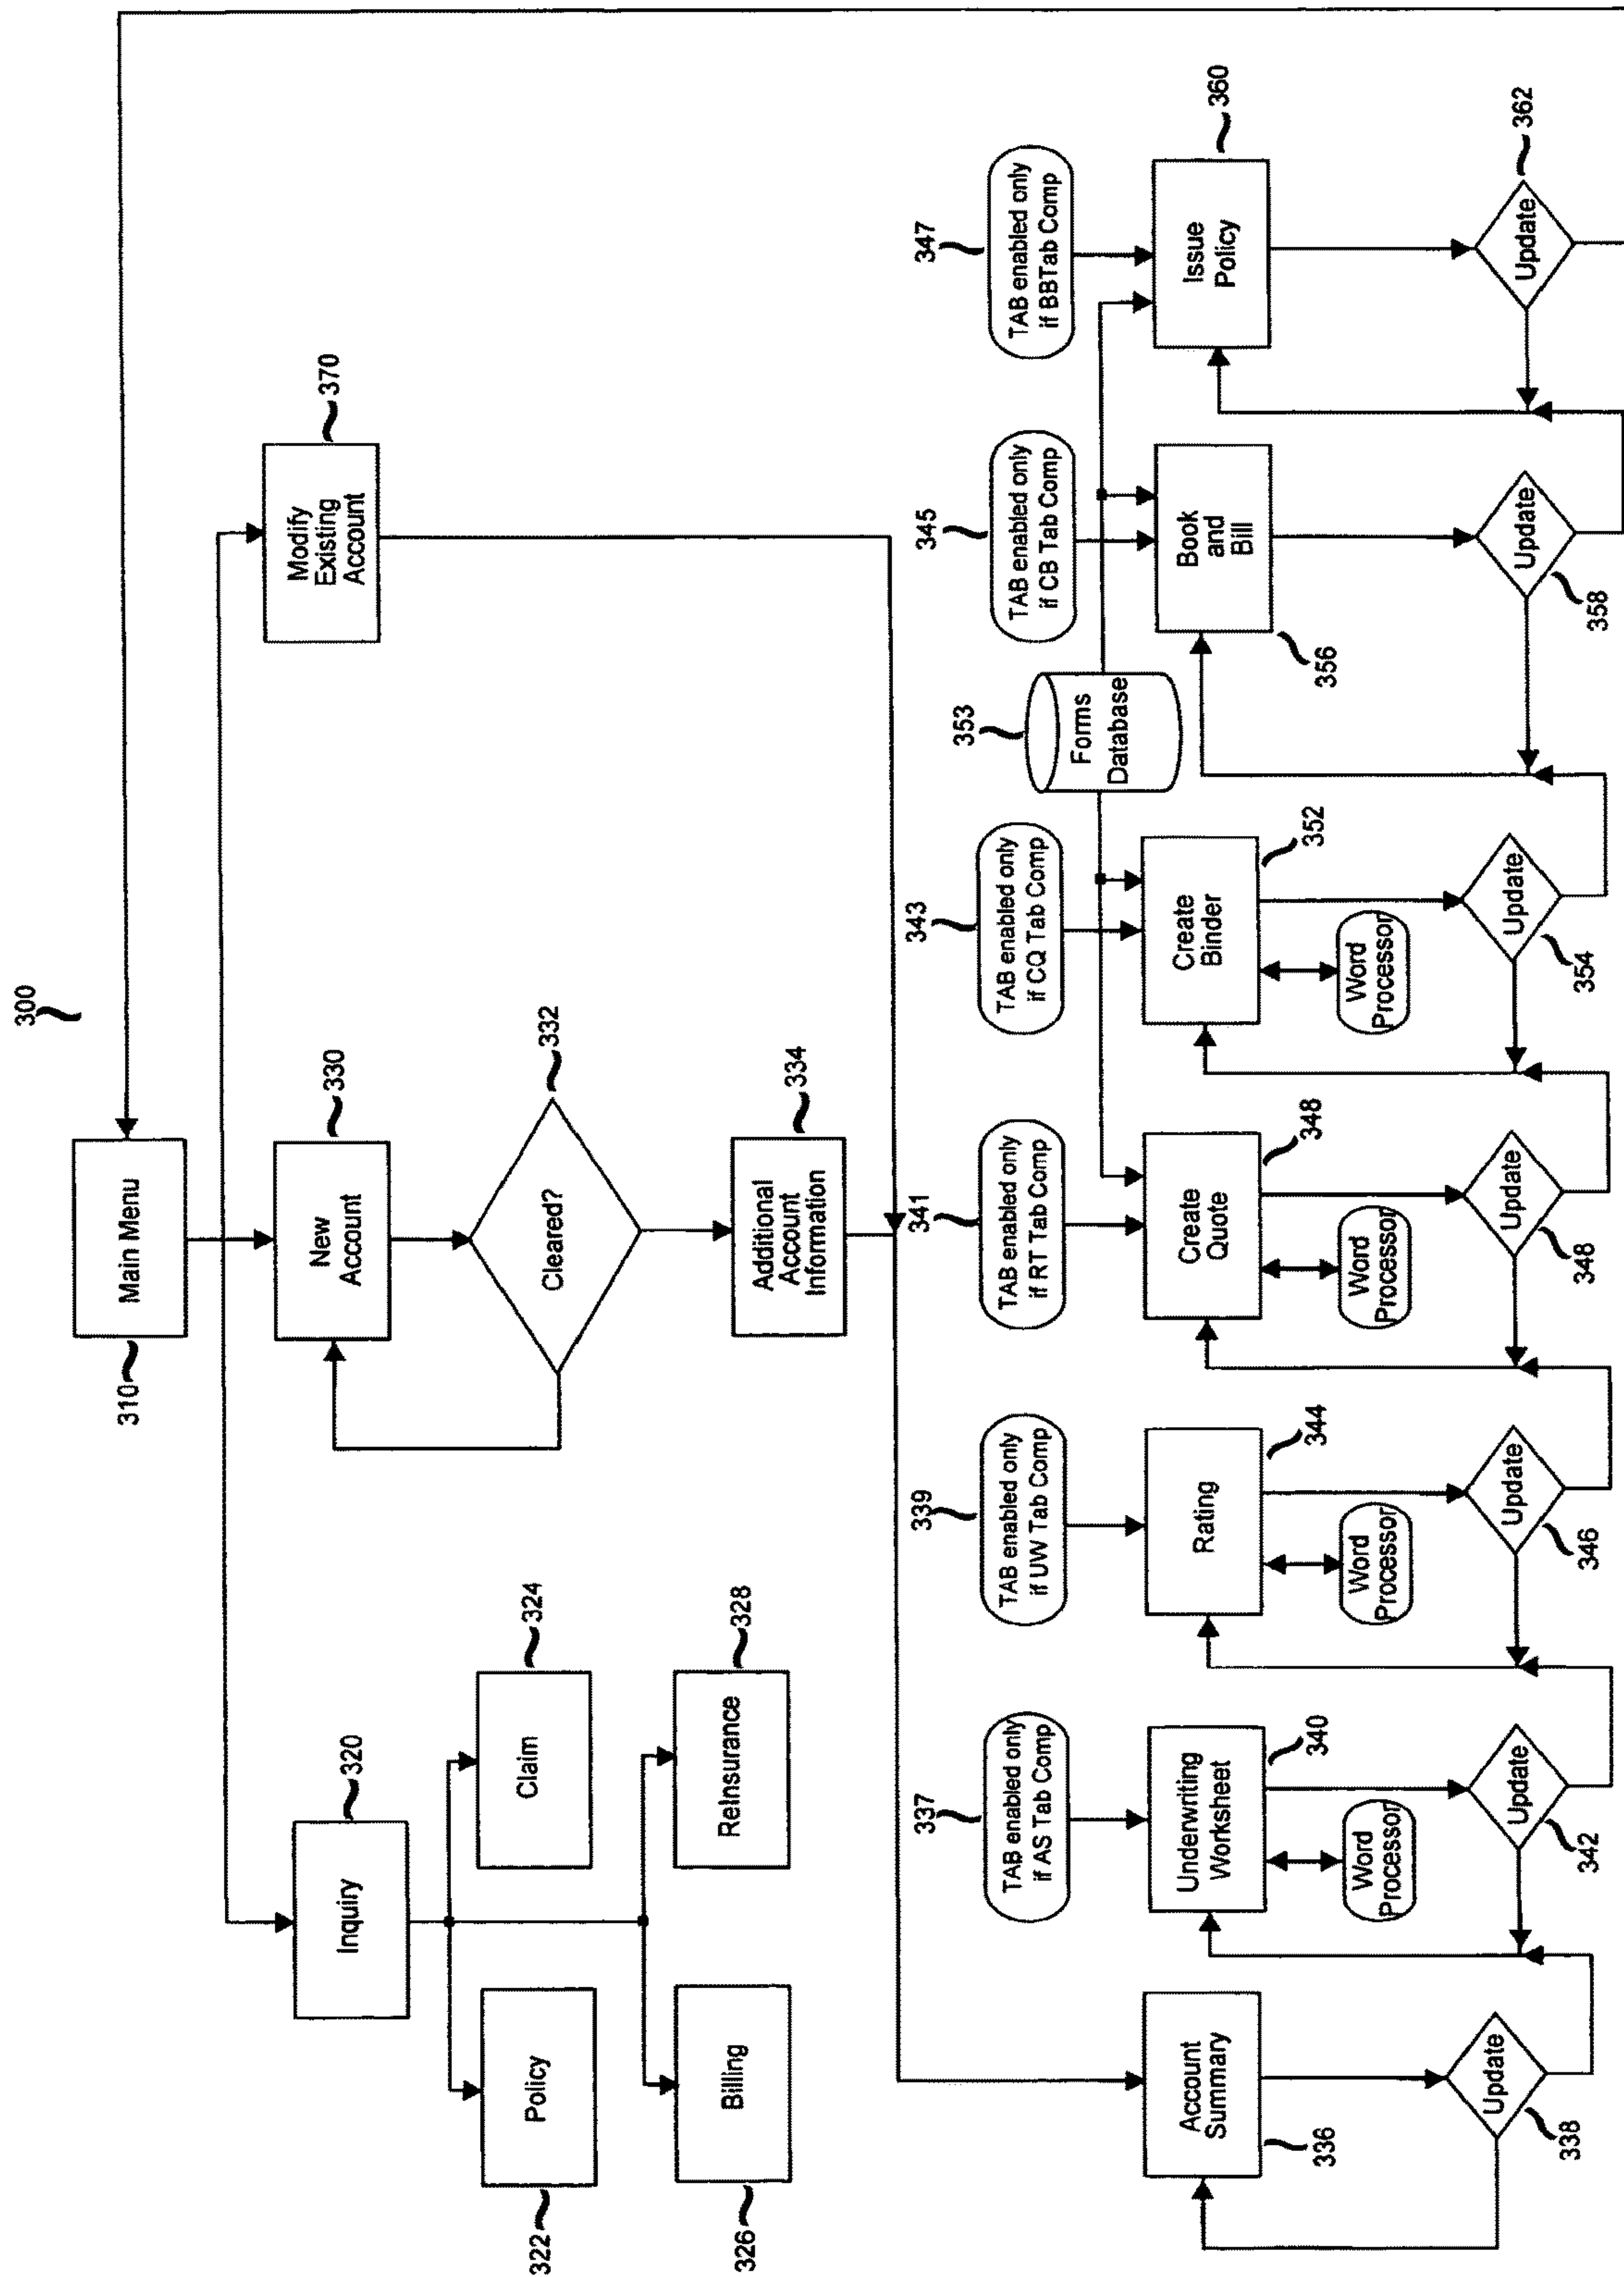 300
310
Main Menu
320
Inquiry
330
New
Account
370
Modify
Existing
Account
322
Policy
324
Claim
332
Cleared?
326
Billing
328
ReInsurance
334
Additional
Account
Information
337
TAB enabled only
if AS Tab Comp
339
TAB enabled only
if UW Tab Comp
341
TAB enabled only
if RT Tab Comp
343
TAB enabled only
if CQ Tab Comp
353
Forms
Database
345
TAB enabled only
if CB Tab Comp
347
TAB enabled only
if BBTab Comp
336
Account
Summary
340
Underwriting
Worksheet
344
Rating
348
Create
Quote
352
Create
Binder
356
Book
and
Bill
360
Issue
Policy
Word
Processor
Word
Processor
Word
Processor
Word
Processor
338
Update
342
Update
346
Update
348
Update
354
Update
358
Update
362
Update